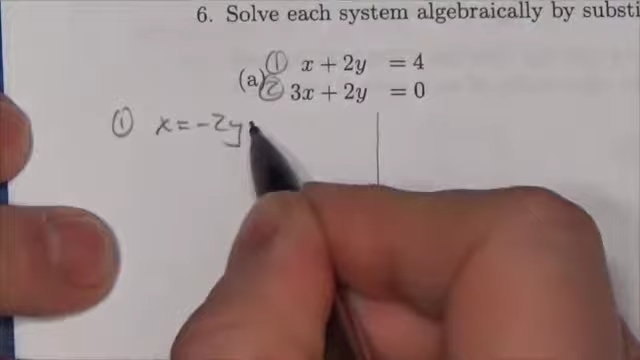 6. Solve each system algebraically by substi
① x + 2y = 4
(a)
② 3x + 2y = 0
① x = -2y